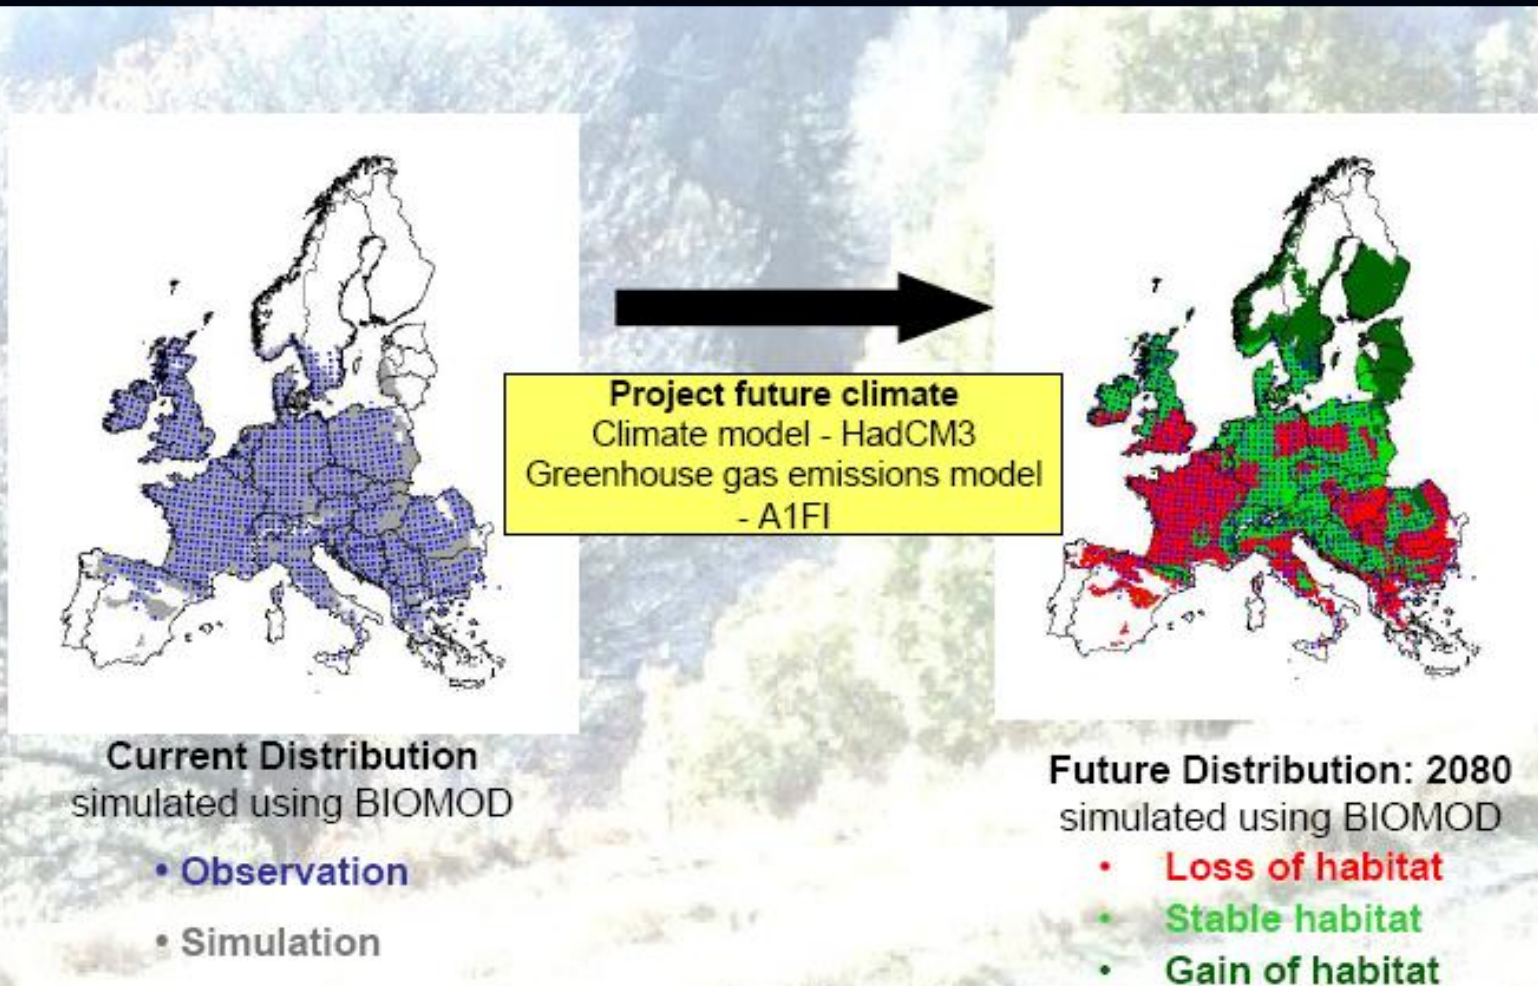 Project future climate
Climate model - HadCM3
Greenhouse gas emissions model
- A1FI
Current Distribution
simulated using BIOMOD
• Observation
• Simulation
Future Distribution: 2080
simulated using BIOMOD
• Loss of habitat
• Stable habitat
• Gain of habitat